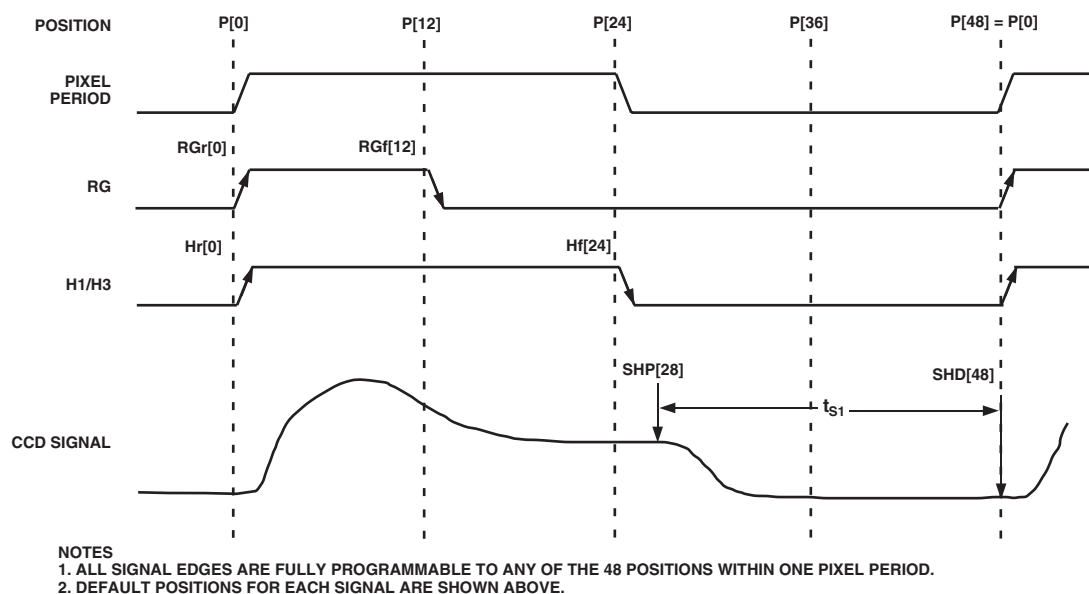 POSITION P[0] P[12] P[24] P[36] P[48] = P[0]
PIXEL
PERIOD
RGr[0] RGf[12]
RG
Hr[0] Hf[24]
H1/H3
SHP[28] SHD[48]
tS1
CCD SIGNAL
NOTES
1. ALL SIGNAL EDGES ARE FULLY PROGRAMMABLE TO ANY OF THE 48 POSITIONS WITHIN ONE PIXEL PERIOD.
2. DEFAULT POSITIONS FOR EACH SIGNAL ARE SHOWN ABOVE.